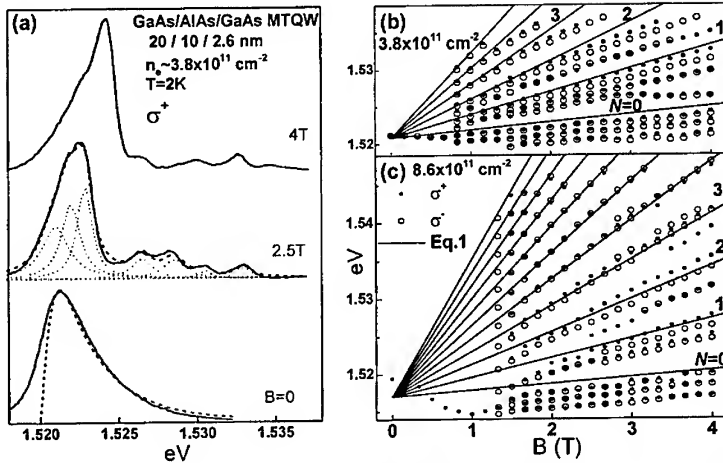 (a)
GaAs/AlAs/GaAs MTQW
20 / 10 / 2.6 nm
nₑ~3.8x10¹¹ cm⁻²
T=2K
σ⁺
4T
2.5T
B=0
1.520 1.525 1.530 1.535
eV
(b)
3.8x10¹¹ cm⁻²
3
2
1
N=0
1.53
1.52
(c)
8.6x10¹¹ cm⁻²
σ⁺
σ⁻
Eq.1
3
2
1
N=0
1.54
1.53
1.52
eV
0 1 2 3 4
B (T)